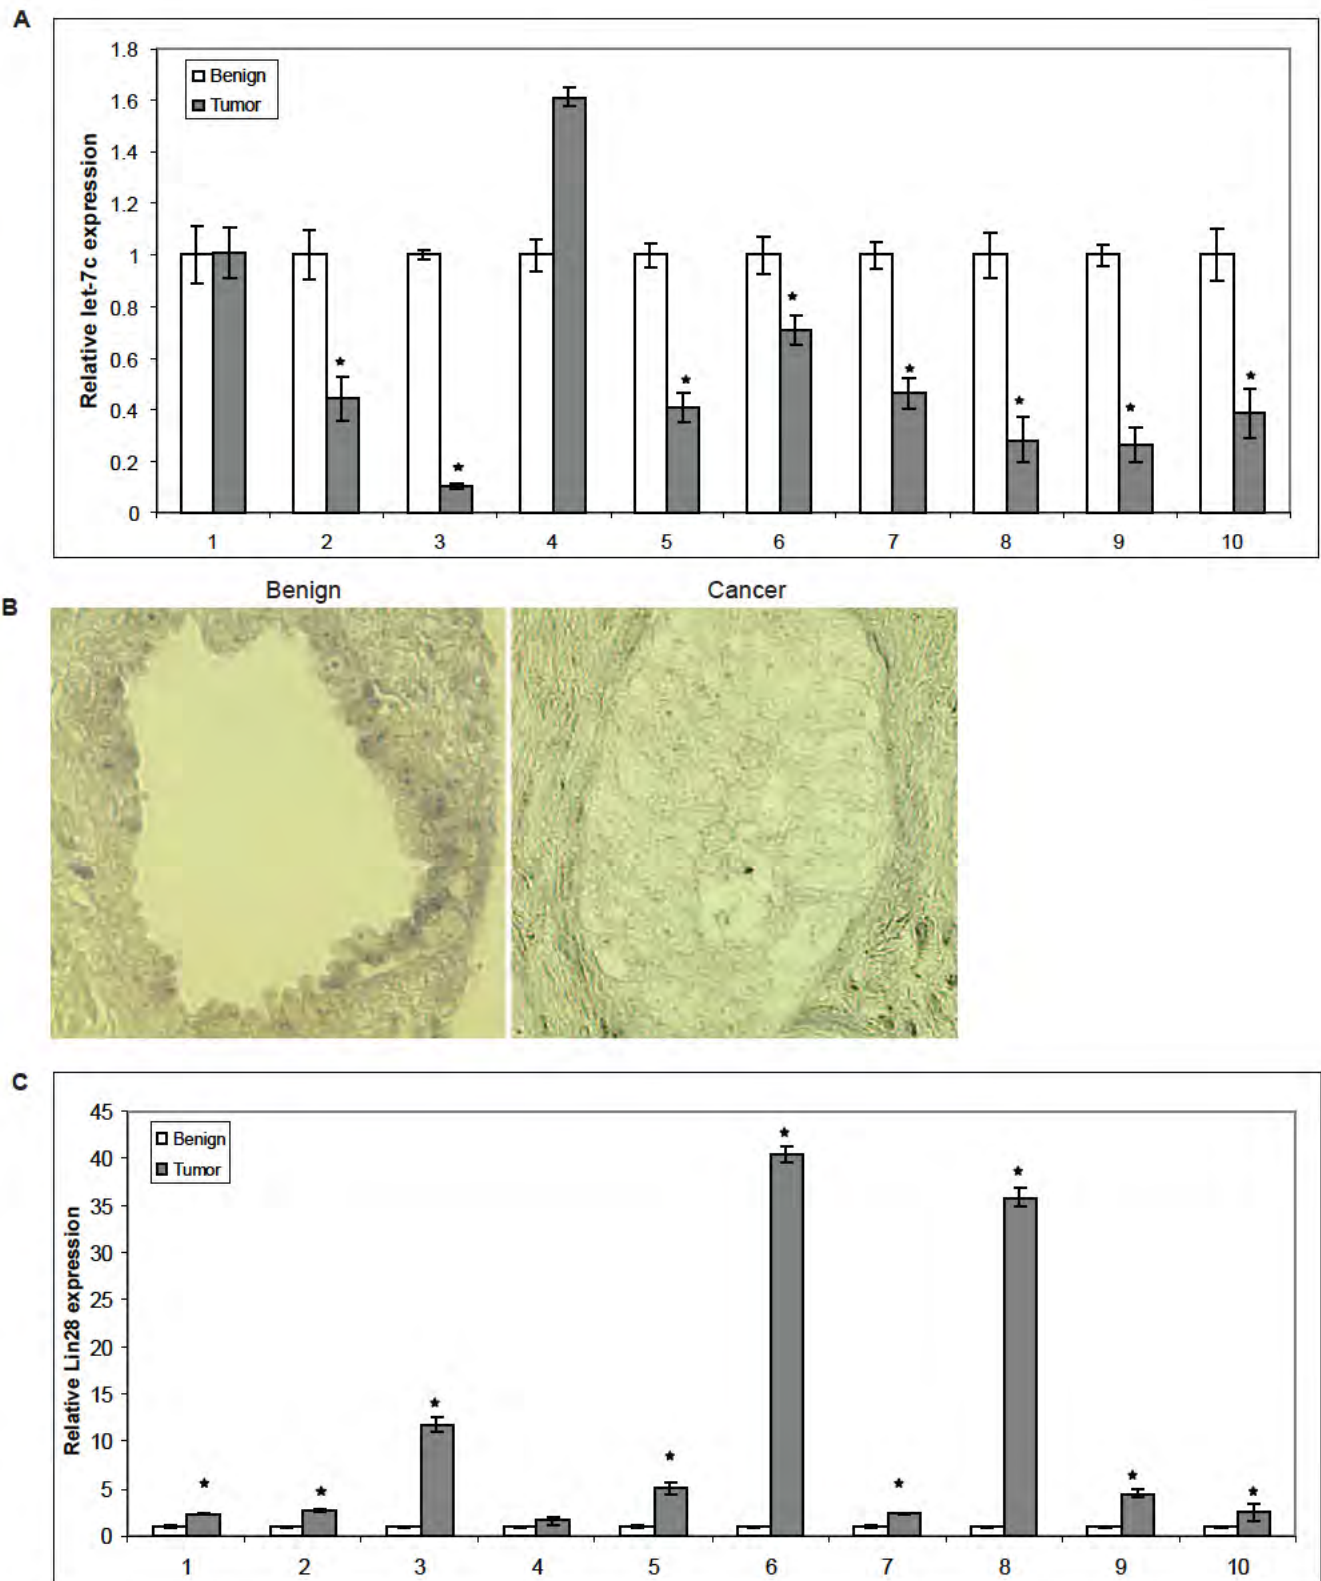 A
Relative let-7c expression
1.8
1.6
1.4
1.2
1
0.8
0.6
0.4
0.2
0
Benign
Tumor
* * * * * * * *
1 2 3 4 5 6 7 8 9 10
B
Benign Cancer
C
Relative Lin28 expression
45
40
35
30
25
20
15
10
5
0
Benign
Tumor
* * * * * * * * *
1 2 3 4 5 6 7 8 9 10